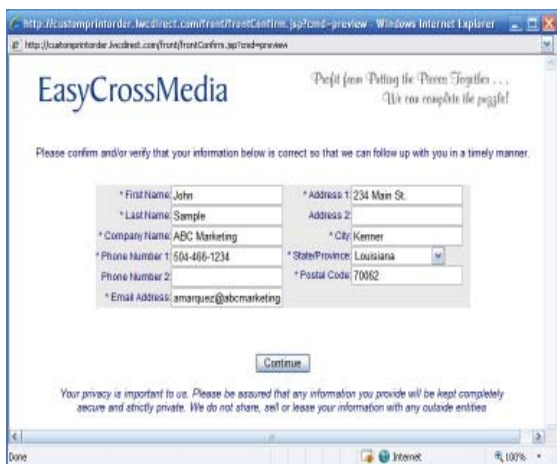 http://customprintorder.lwcdirect.com/front/frontConfirm.jsp?cmd=preview - Windows Internet Explorer
http://customprintorder.lwcdirect.com/front/frontConfirm.jsp?cmd=preview
EasyCrossMedia
Profit from Putting the Pieces Together . . .
We can complete the puzzle!
Please confirm and/or verify that your information below is correct so that we can follow up with you in a timely manner.
* First Name: John
* Last Name: Sample
* Company Name: ABC Marketing
* Phone Number 1: 504-466-1234
Phone Number 2:
* Email Address: amarquez@abcmarketing
* Address 1: 234 Main St.
Address 2:
* City: Kenner
* State/Province: Louisiana
* Postal Code: 70062
Continue
Your privacy is important to us. Please be assured that any information you provide will be kept completely
secure and strictly private. We do not share, sell or lease your information with any outside entities
Done Internet 100%